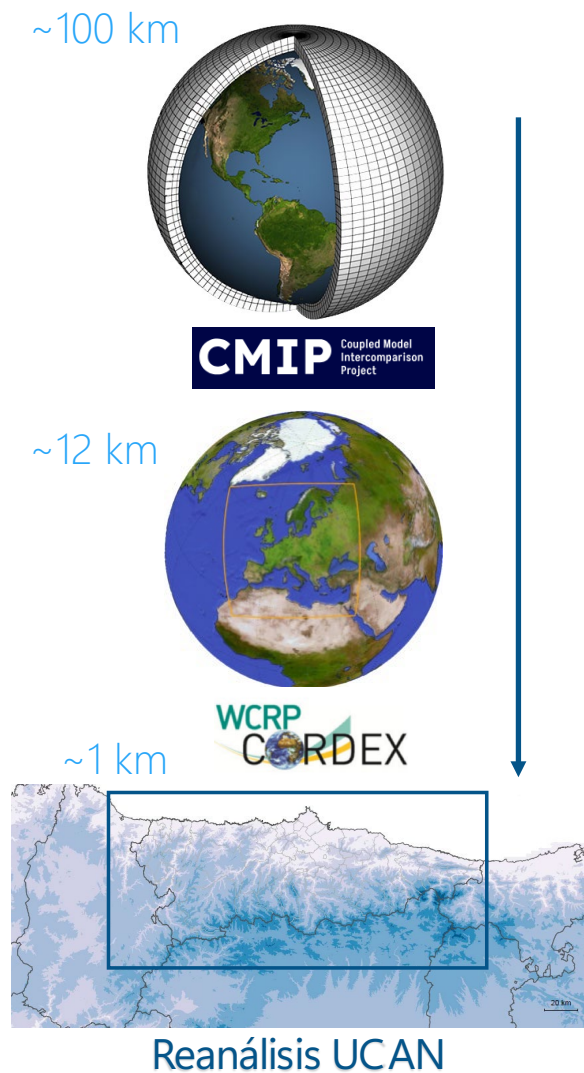 ~100 km
CMIP
Coupled Model
Intercomparison
Project
~12 km
WCRP
CORDEX
~1 km
20 km
Reanálisis UCAN